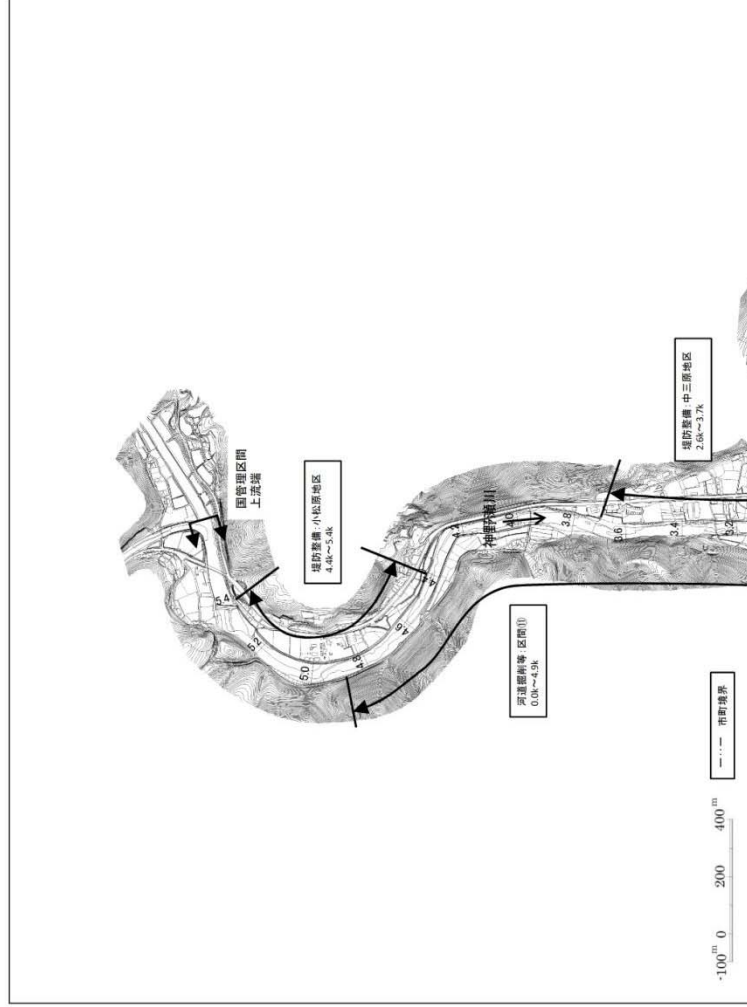 国管理区間
上流端
堤防整備:小松原地区
4.4k~5.4k
5.4
5.2
5.0
4.8
4.6
4.2
4.0
神野瀬川
3.8
3.6
3.4
3.2
堤防整備:中三原地区
2.6k~3.7k
河道掘削等:区間⑪
0.0k~4.9k
市町境界
-100m 0 200 400m